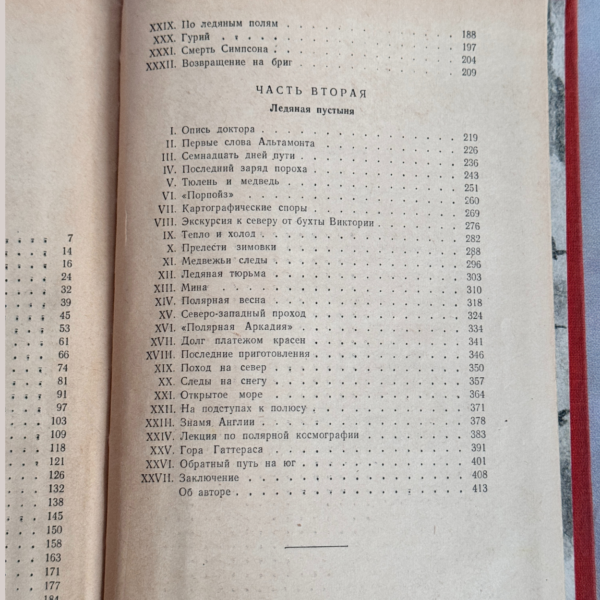 7
14
16
24
32
39
45
53
61
66
74
81
91
97
103
109
118
121
126
132
138
145
150
158
163
171
177
184
XXIX. По ледяным полям . . . . . . . . . . . . 188
XXX. Гурий . . . . . . . . . . . . 197
XXXI. Смерть Симпсона . . . . . . . . . . . . 204
XXXII. Возвращение на бриг . . . . . . . . . . . . 209
ЧАСТЬ ВТОРАЯ
Ледяная пустыня
I. Опись доктора . . . . . . . . . . . . 219
II. Первые слова Альтамонта . . . . . . . . . . . . 226
III. Семнадцать дней пути . . . . . . . . . . . . 236
IV. Последний заряд пороха . . . . . . . . . . . . 243
V. Тюлень и медведь . . . . . . . . . . . . 251
VI. «Порпойз» . . . . . . . . . . . . 260
VII. Картографические споры . . . . . . . . . . . . 269
VIII. Экскурсия к северу от бухты Виктории . . . . . . 276
IX. Тепло и холод . . . . . . . . . . . . 282
X. Прелести зимовки . . . . . . . . . . . . 288
XI. Медвежьи следы . . . . . . . . . . . . 296
XII. Ледяная тюрьма . . . . . . . . . . . . 303
XIII. Мина . . . . . . . . . . . . 310
XIV. Полярная весна . . . . . . . . . . . . 318
XV. Северо-западный проход . . . . . . . . . . . . 324
XVI. «Полярная Аркадия» . . . . . . . . . . . . 334
XVII. Долг платежом красен . . . . . . . . . . . . 341
XVIII. Последние приготовления . . . . . . . . . . . . 346
XIX. Поход на север . . . . . . . . . . . . 350
XX. Следы на снегу . . . . . . . . . . . . 357
XXI. Открытое море . . . . . . . . . . . . 364
XXII. На подступах к полюсу . . . . . . . . . . . . 371
XXIII. Знамя Англии . . . . . . . . . . . . 378
XXIV. Лекция по полярной космографии . . . . . . . . 383
XXV. Гора Гаттераса . . . . . . . . . . . . 391
XXVI. Обратный путь на юг . . . . . . . . . . . . 401
XXVII. Заключение . . . . . . . . . . . . 408
Об авторе . . . . . . . . . . . . 413